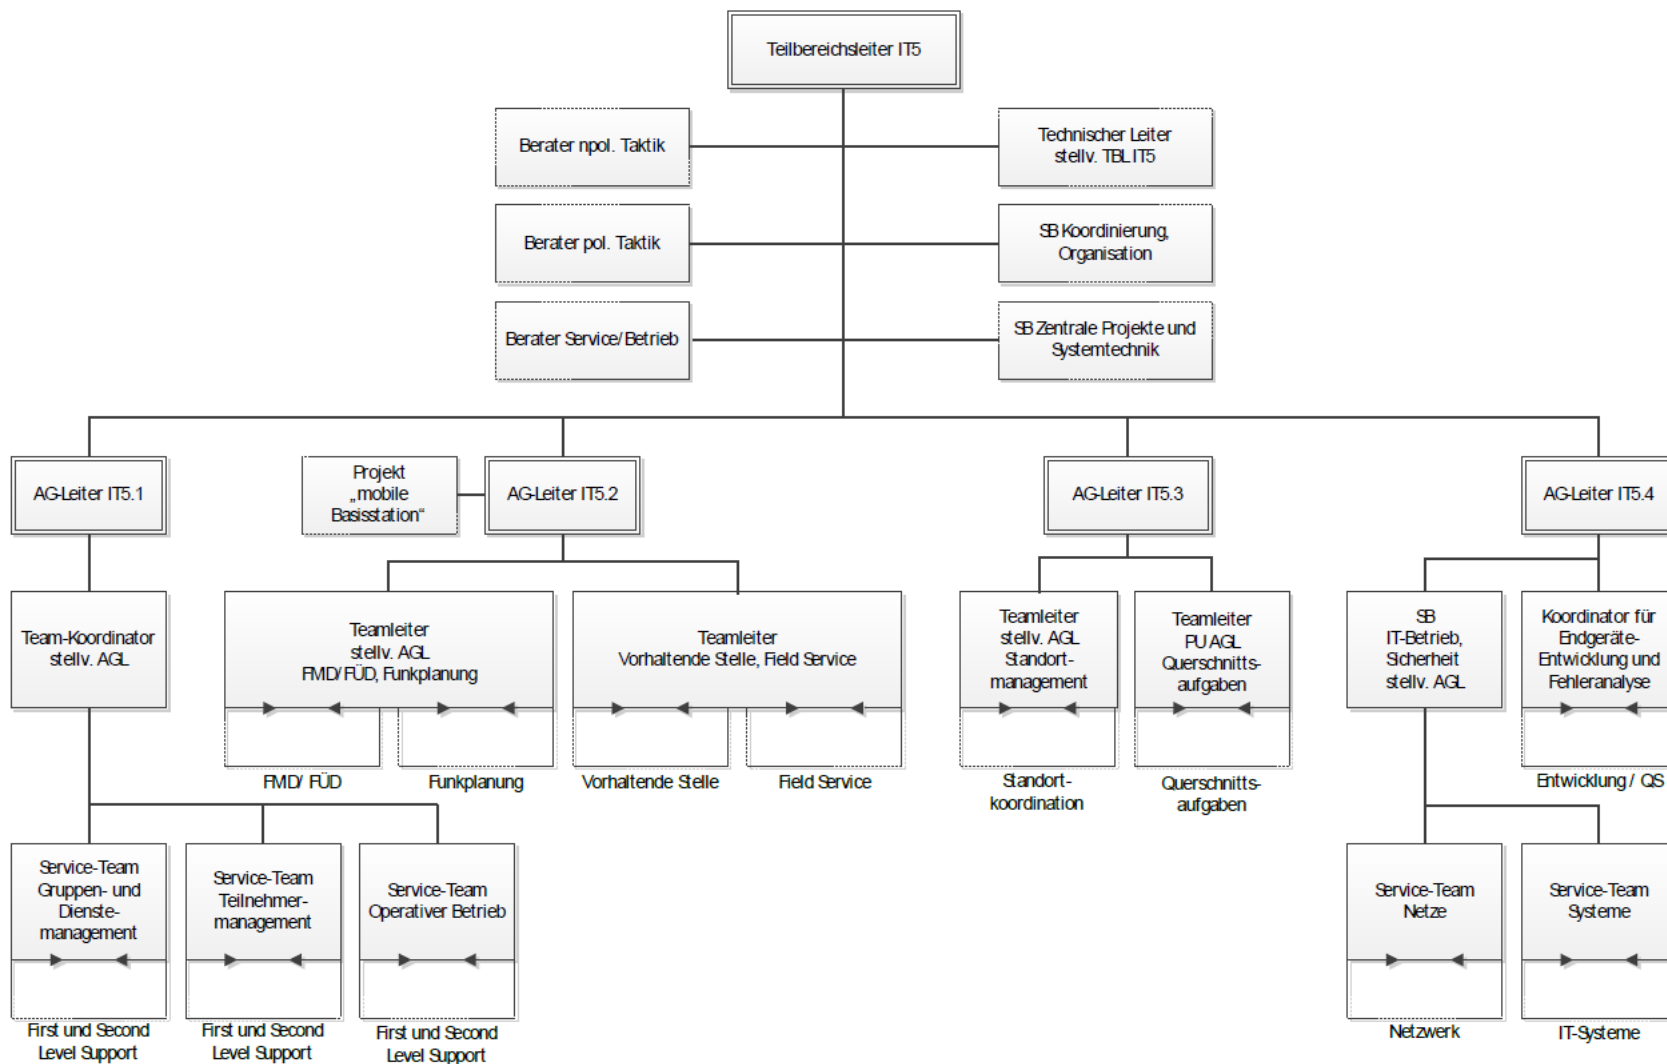 Teilbereichsleiter IT5
Berater npol. Taktik
Technischer Leiter
stellv. TBL IT5
Berater pol. Taktik
SB Koordinierung,
Organisation
Berater Service/Betrieb
SB Zentrale Projekte und
Systemtechnik
AG-Leiter IT5.1
Projekt
„mobile
Basisstation“
AG-Leiter IT5.2
AG-Leiter IT5.3
AG-Leiter IT5.4
Team-Koordinator
stellv. AGL
Teamleiter
stellv. AGL
FMD/FÜD, Funkplanung
Teamleiter
Vorhaltende Stelle, Field Service
Teamleiter
stellv. AGL
Standort-
management
Teamleiter
PU AGL
Querschnitts-
aufgaben
SB
IT-Betrieb,
Sicherheit
stellv. AGL
Koordinator für
Endgeräte-
Entwicklung und
Fehleranalyse
FMD/ FÜD
Funkplanung
Vorhaltende Stelle
Field Service
Standort-
koordination
Querschnitts-
aufgaben
Entwicklung / QS
Service-Team
Gruppen- und
Dienste-
management
Service-Team
Teilnehmer-
management
Service-Team
Operativer Betrieb
Service-Team
Netze
Service-Team
Systeme
First und Second
Level Support
First und Second
Level Support
First und Second
Level Support
Netzwerk
IT-Systeme